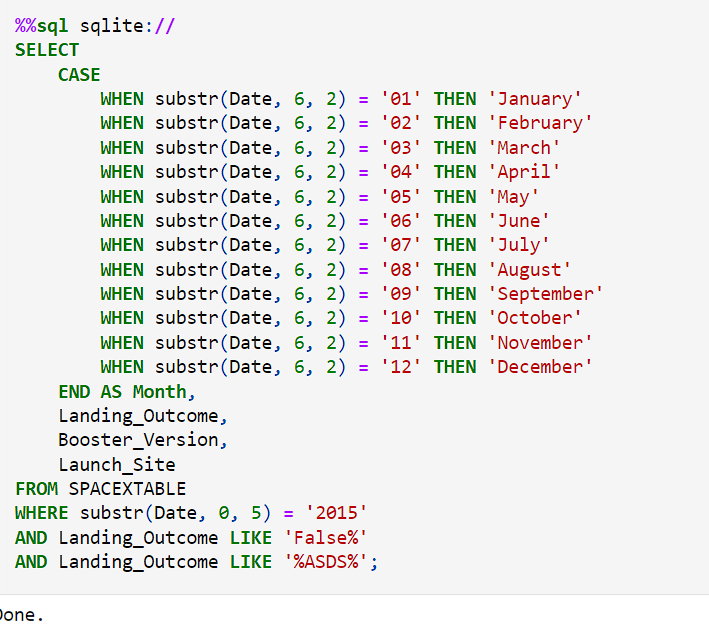 %%sql sqlite://
SELECT
    CASE
        WHEN substr(Date, 6, 2) = '01' THEN 'January'
        WHEN substr(Date, 6, 2) = '02' THEN 'February'
        WHEN substr(Date, 6, 2) = '03' THEN 'March'
        WHEN substr(Date, 6, 2) = '04' THEN 'April'
        WHEN substr(Date, 6, 2) = '05' THEN 'May'
        WHEN substr(Date, 6, 2) = '06' THEN 'June'
        WHEN substr(Date, 6, 2) = '07' THEN 'July'
        WHEN substr(Date, 6, 2) = '08' THEN 'August'
        WHEN substr(Date, 6, 2) = '09' THEN 'September'
        WHEN substr(Date, 6, 2) = '10' THEN 'October'
        WHEN substr(Date, 6, 2) = '11' THEN 'November'
        WHEN substr(Date, 6, 2) = '12' THEN 'December'
    END AS Month,
    Landing_Outcome,
    Booster_Version,
    Launch_Site
FROM SPACEXTABLE
WHERE substr(Date, 0, 5) = '2015'
AND Landing_Outcome LIKE 'False%'
AND Landing_Outcome LIKE '%ASDS%';
Done.